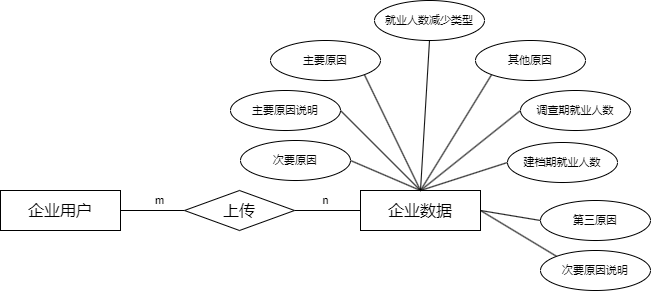 就业人数减少类型
主要原因
其他原因
主要原因说明
调查期就业人数
次要原因
建档期就业人数
企业用户
m
上传
n
企业数据
第三原因
次要原因说明